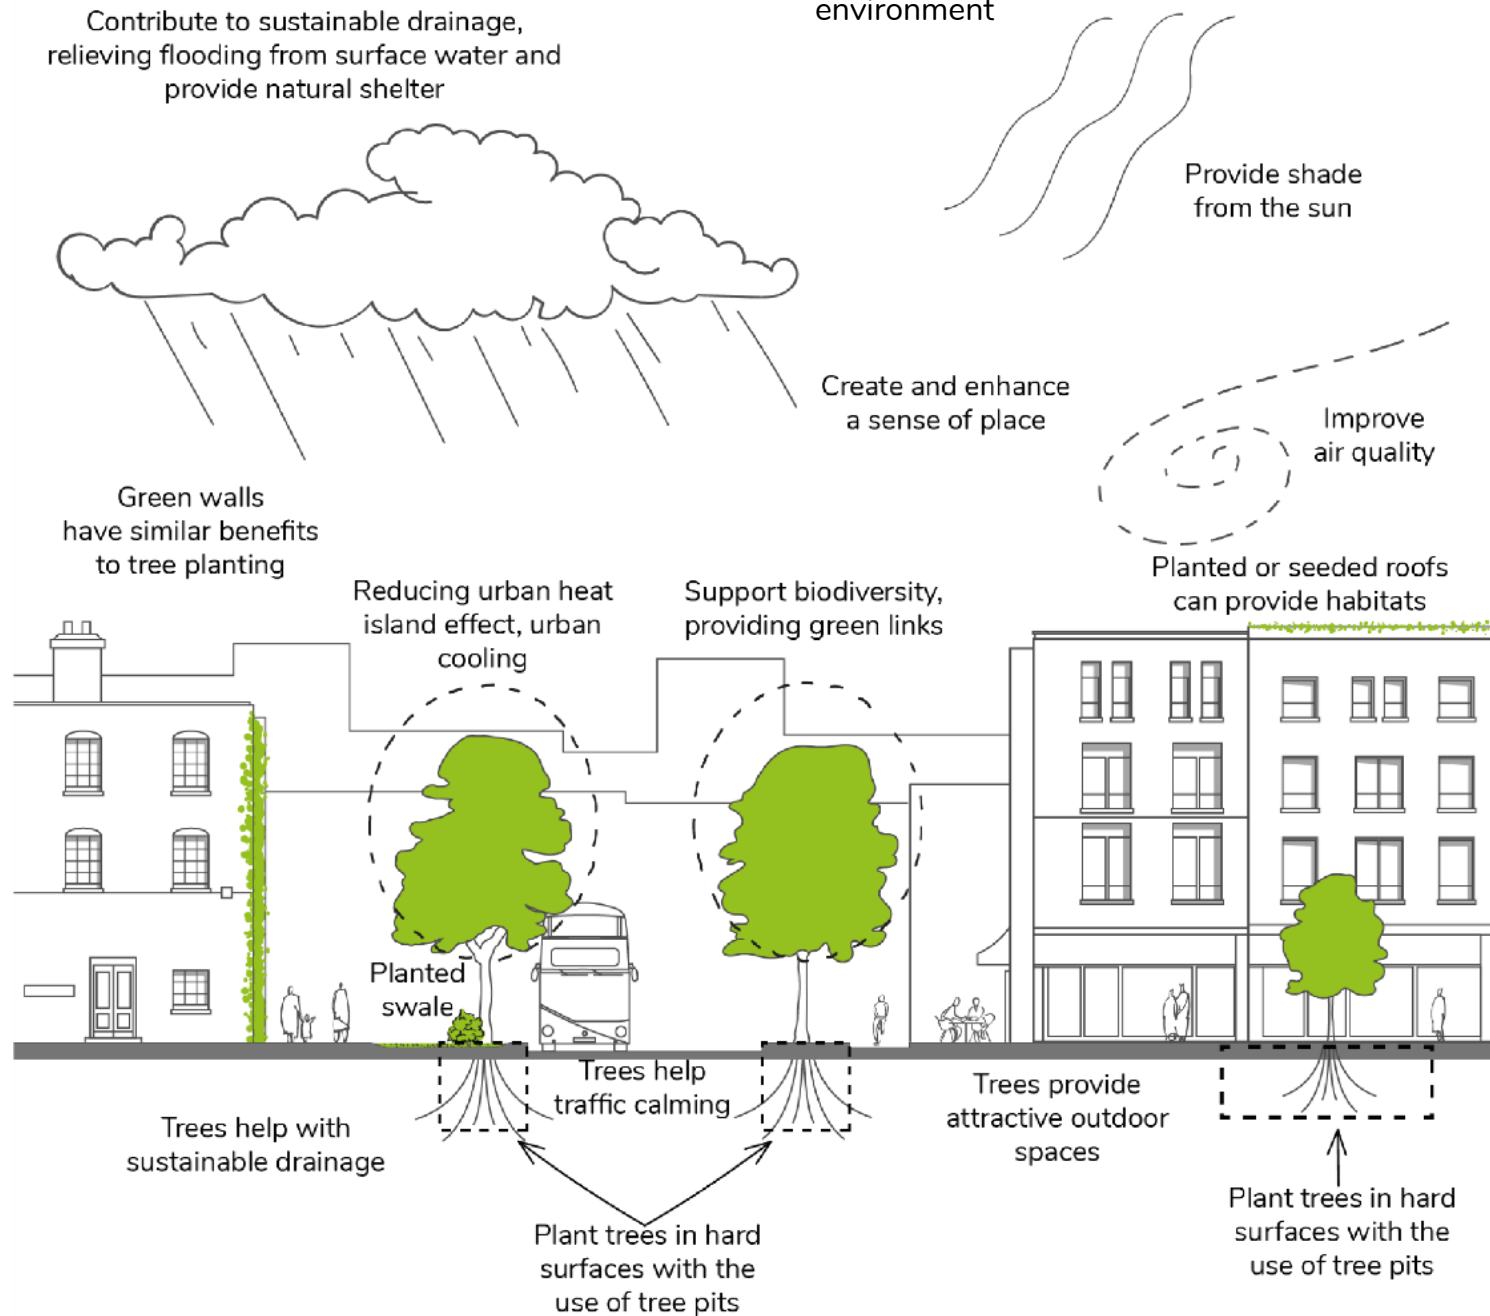 environment
Contribute to sustainable drainage,
relieving flooding from surface water and
provide natural shelter
Provide shade
from the sun
Create and enhance
a sense of place
Improve
air quality
Green walls
have similar benefits
to tree planting
Reducing urban heat
island effect, urban
cooling
Support biodiversity,
providing green links
Planted or seeded roofs
can provide habitats
Planted
swale
Trees help
traffic calming
Trees help with
sustainable drainage
Trees provide
attractive outdoor
spaces
Plant trees in hard
surfaces with the
use of tree pits
Plant trees in hard
surfaces with the
use of tree pits